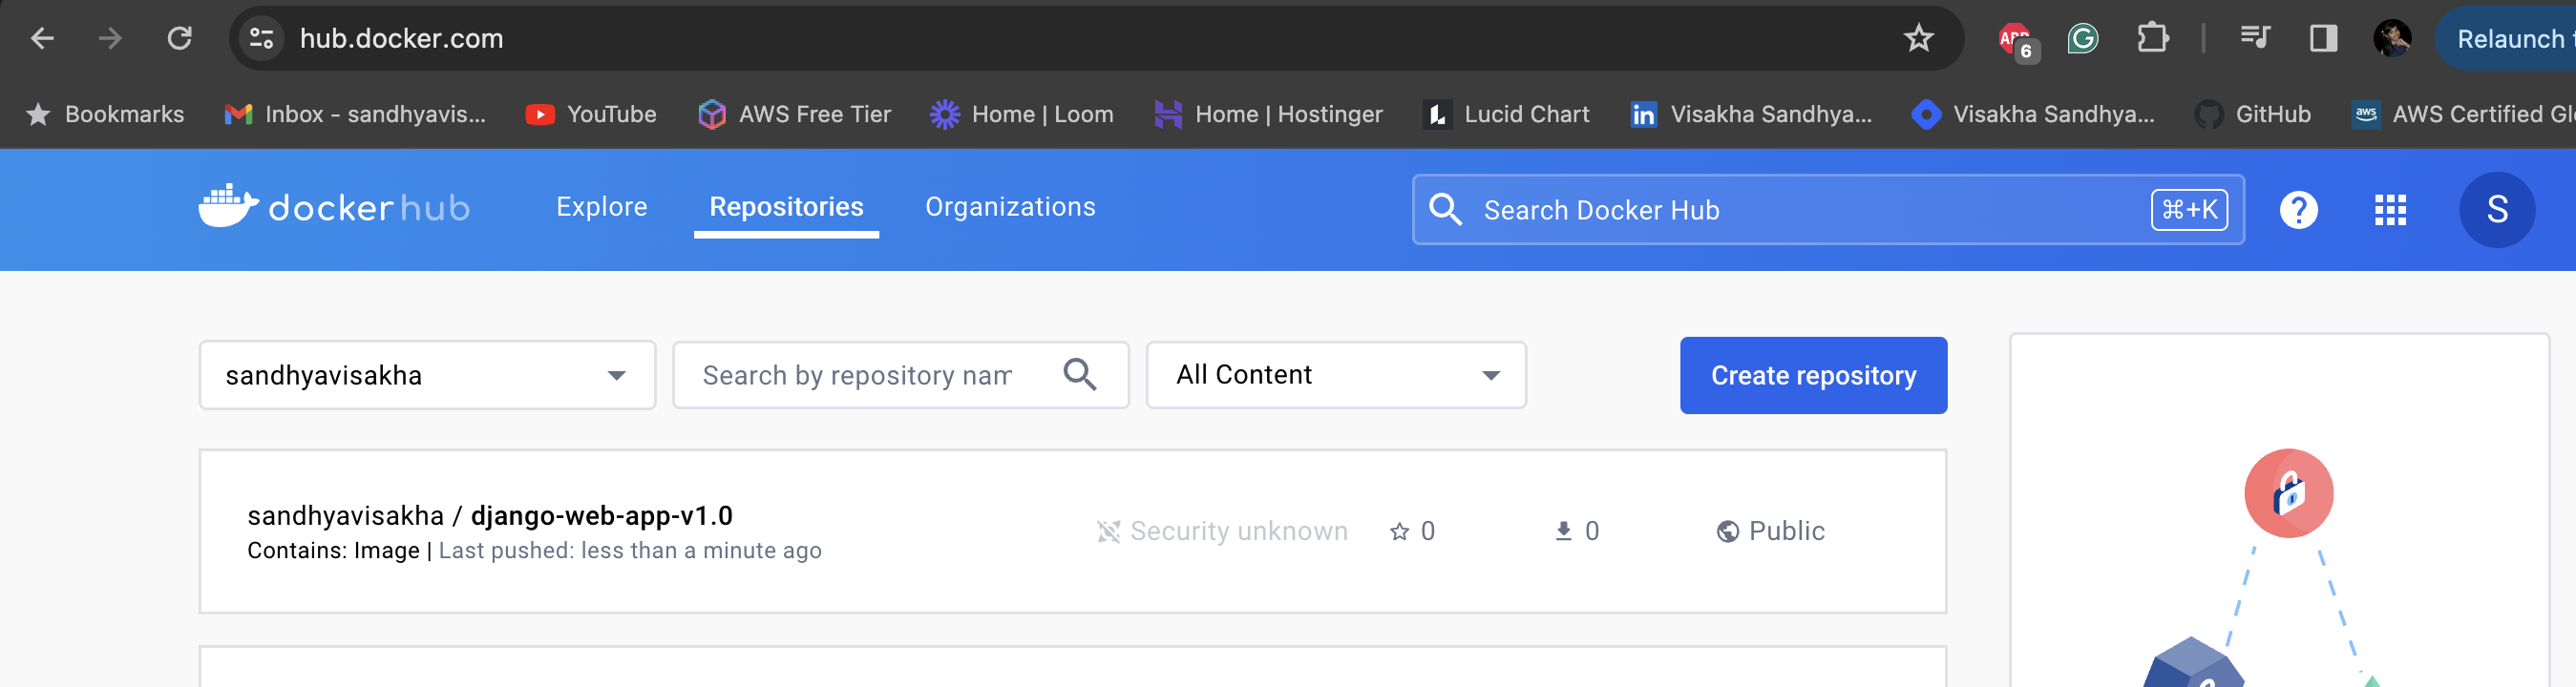 hub.docker.com
ABP
6
Relaunch
Bookmarks
Inbox - sandhyavis...
YouTube
AWS Free Tier
Home | Loom
Home | Hostinger
Lucid Chart
Visakha Sandhya...
Visakha Sandhya...
GitHub
AWS Certified
docker hub
Explore
Repositories
Organizations
Search Docker Hub
⌘+K
?
S
sandhyavisakha
Search by repository nam
All Content
Create repository
sandhyavisakha / django-web-app-v1.0
Security unknown
0
0
Public
Contains: Image | Last pushed: less than a minute ago